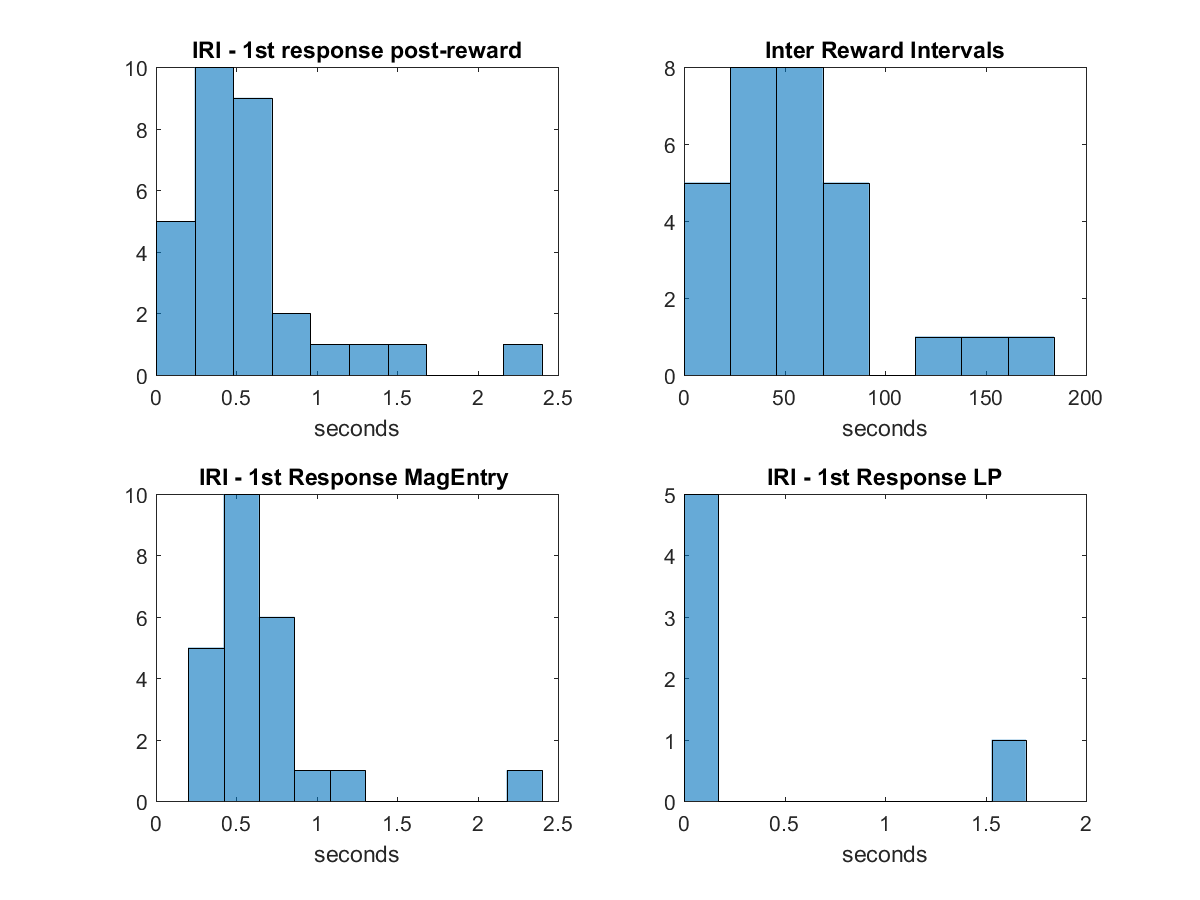 IRI - 1st response post-reward
10
8
6
4
2
0
0 0.5 1 1.5 2 2.5
seconds
Inter Reward Intervals
8
6
4
2
0
0 50 100 150 200
seconds
IRI - 1st Response MagEntry
10
8
6
4
2
0
0 0.5 1 1.5 2 2.5
seconds
IRI - 1st Response LP
5
4
3
2
1
0
0 0.5 1 1.5 2
seconds